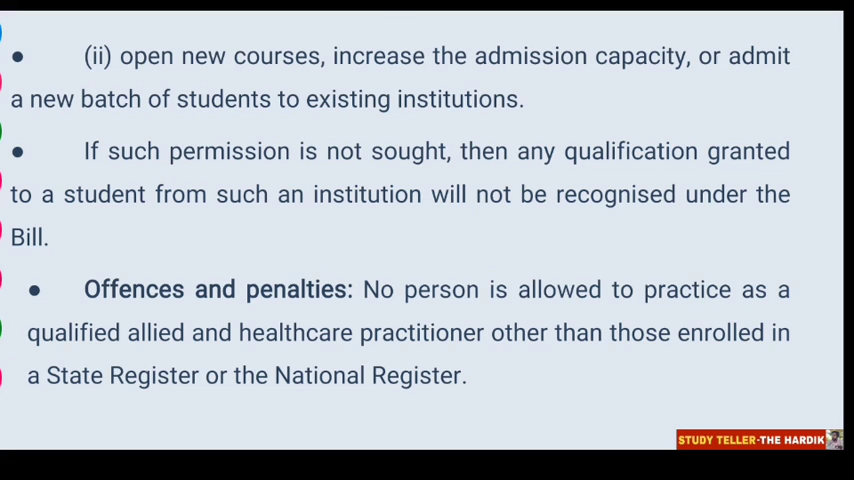 ● (ii) open new courses, increase the admission capacity, or admit
a new batch of students to existing institutions.
● If such permission is not sought, then any qualification granted
to a student from such an institution will not be recognised under the
Bill.
● Offences and penalties: No person is allowed to practice as a
qualified allied and healthcare practitioner other than those enrolled in
a State Register or the National Register.
STUDY TELLER-THE HARDIK